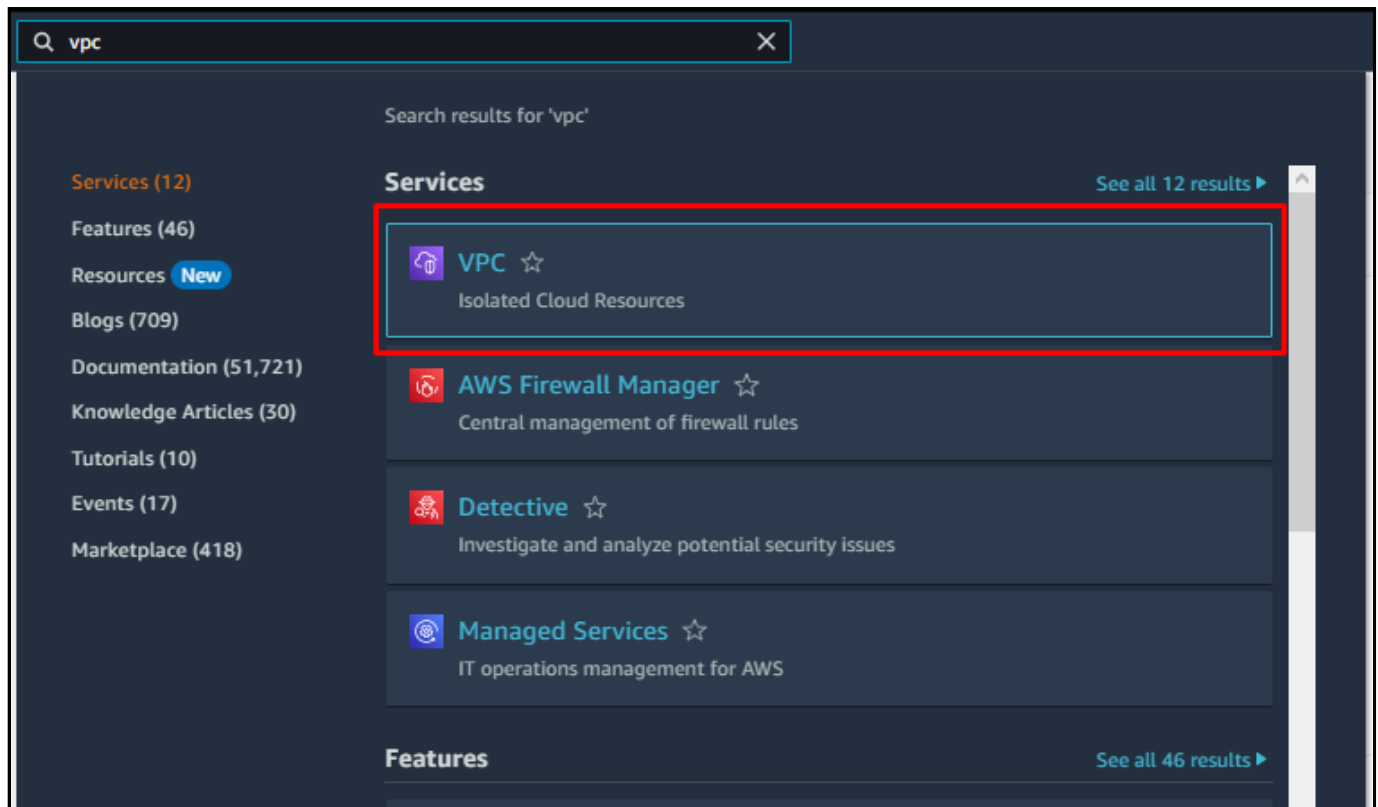 vpc
Search results for 'vpc'
Services (12)
Features (46)
Resources New
Blogs (709)
Documentation (51,721)
Knowledge Articles (30)
Tutorials (10)
Events (17)
Marketplace (418)
Services
See all 12 results
VPC
Isolated Cloud Resources
AWS Firewall Manager
Central management of firewall rules
Detective
Investigate and analyze potential security issues
Managed Services
IT operations management for AWS
Features
See all 46 results